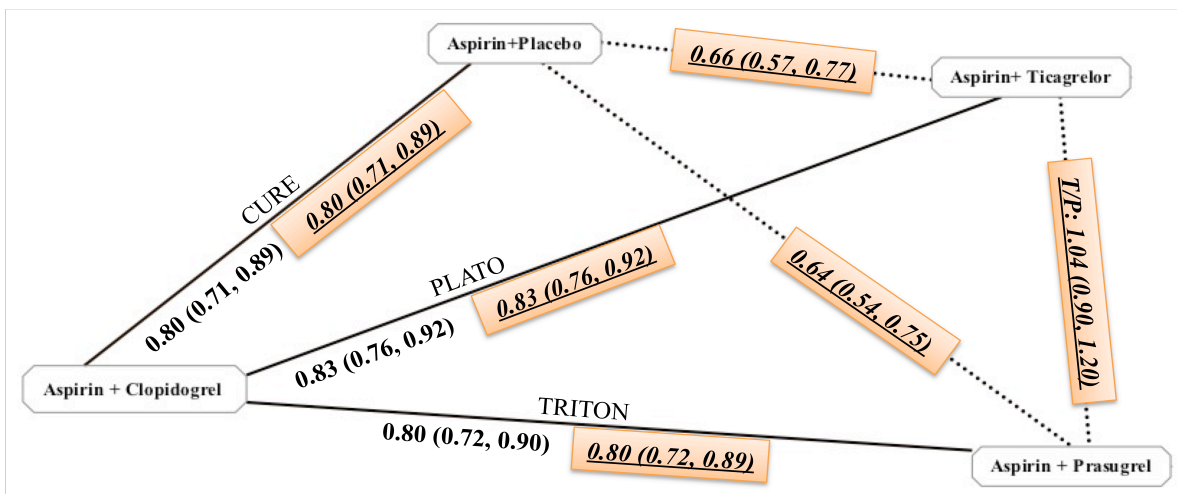 Aspirin+Placebo
0.66 (0.57, 0.77)
Aspirin+ Ticagrelor
CURE
0.80 (0.71, 0.89)
0.80 (0.71, 0.89)
T/P: 1.04 (0.90, 1.20)
PLATO
0.83 (0.76, 0.92)
0.83 (0.76, 0.92)
0.64 (0.54, 0.75)
Aspirin + Clopidogrel
TRITON
0.80 (0.72, 0.90)
0.80 (0.72, 0.89)
Aspirin + Prasugrel